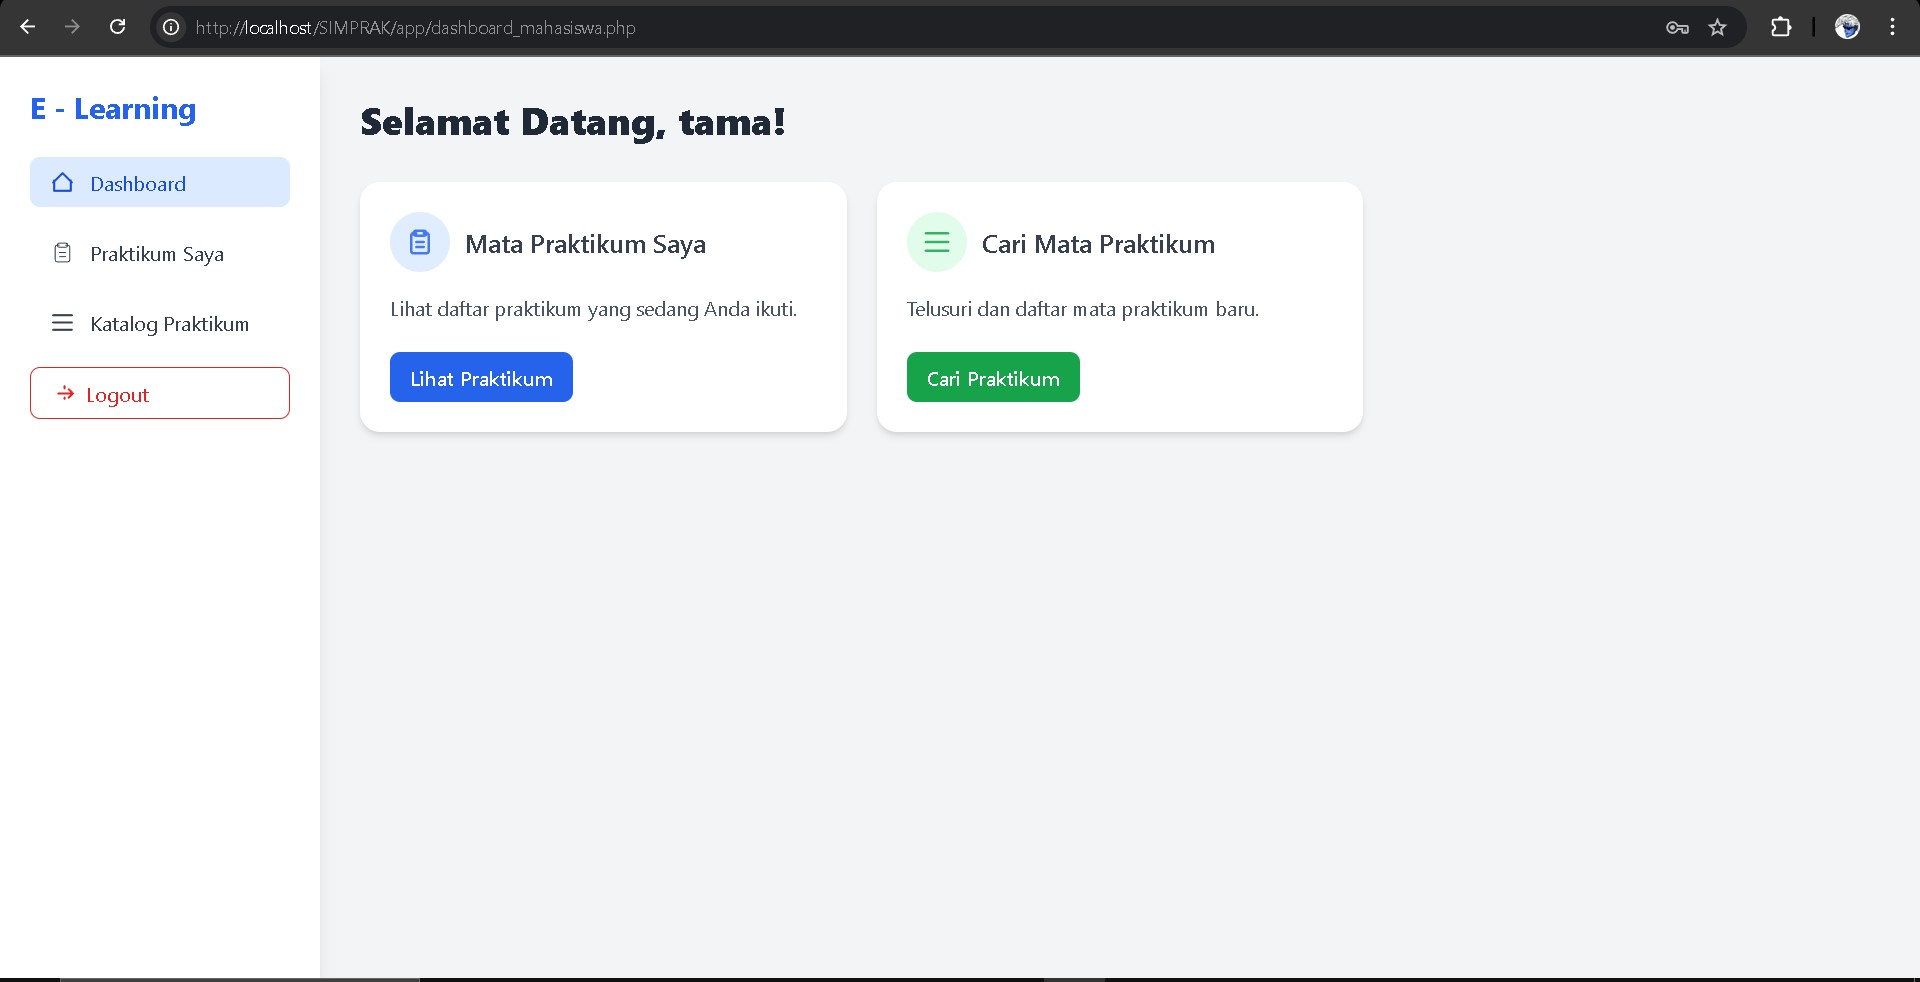 http://localhost/SIMPRAK/app/dashboard_mahasiswa.php
E - Learning
Dashboard
Praktikum Saya
Katalog Praktikum
Logout
Selamat Datang, tama!
Mata Praktikum Saya
Lihat daftar praktikum yang sedang Anda ikuti.
Lihat Praktikum
Cari Mata Praktikum
Telusuri dan daftar mata praktikum baru.
Cari Praktikum